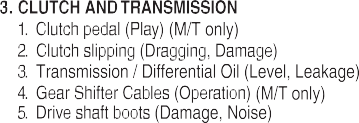 3. CLUTCH AND TRANSMISSION
1. Clutch pedal (Play) (M/T only)
2. Clutch slipping (Dragging, Damage)
3. Transmission / Differential Oil (Level, Leakage)
4. Gear Shifter Cables (Operation) (M/T only)
5. Drive shaft boots (Damage, Noise)